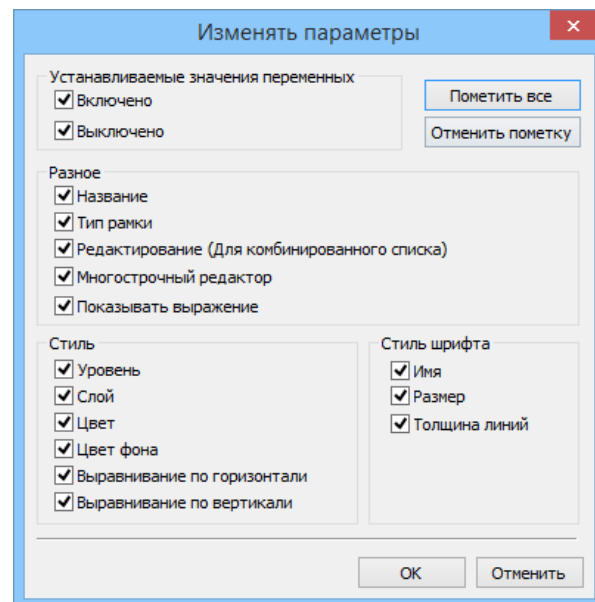 Изменять параметры
Устанавливаемые значения переменных
Включено
Выключено
Пометить все
Отменить пометку
Разное
Название
Тип рамки
Редактирование (Для комбинированного списка)
Многострочный редактор
Показывать выражение
Стиль
Уровень
Слой
Цвет
Цвет фона
Выравнивание по горизонтали
Выравнивание по вертикали
Стиль шрифта
Имя
Размер
Толщина линий
OK
Отменить